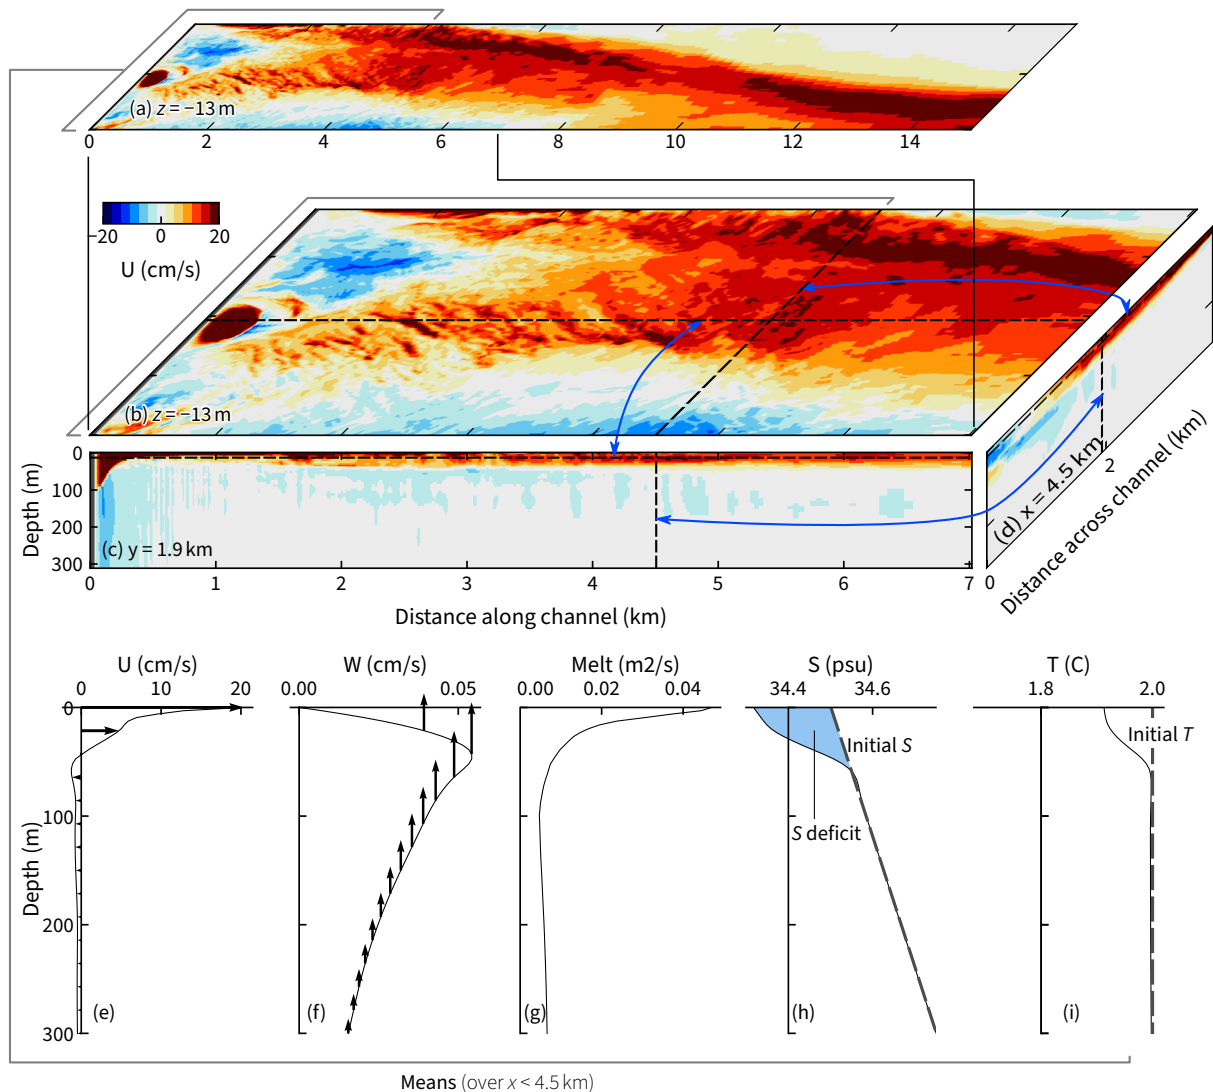 (a) z = −13 m
0 2 4 6 8 10 12 14
−20 0 20
U (cm/s)
(b) z = −13 m
0
100
200
300
Depth (m)
(c) y = 1.9 km
0 1 2 3 4 5 6 7
Distance along channel (km)
(d) x = 4.5 km
0 2
Distance across channel (km)
U (cm/s)
0 10 20
W (cm/s)
0.00 0.05
Melt (m2/s)
0.00 0.02 0.04
S (psu)
34.4 34.6
T (C)
1.8 2.0
0
100
200
300
Depth (m)
Initial S
S deficit
Initial T
(e)
(f)
(g)
(h)
(i)
Means (over x < 4.5 km)